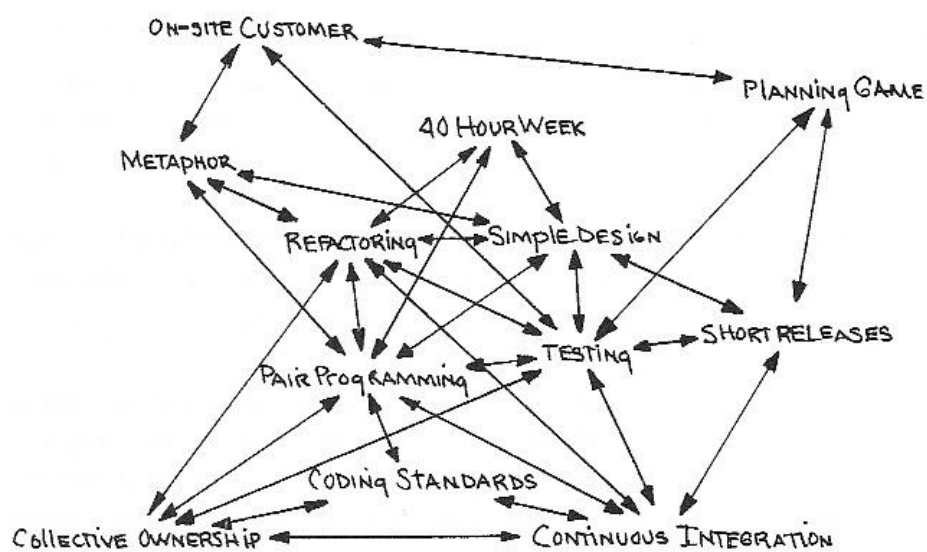 ON-SITE CUSTOMER
PLANNING GAME
40 HOUR WEEK
METAPHOR
REFACTORING
SIMPLE DESIGN
SHORT RELEASES
TESTING
PAIR PROGRAMMING
CODING STANDARDS
COLLECTIVE OWNERSHIP
CONTINUOUS INTEGRATION